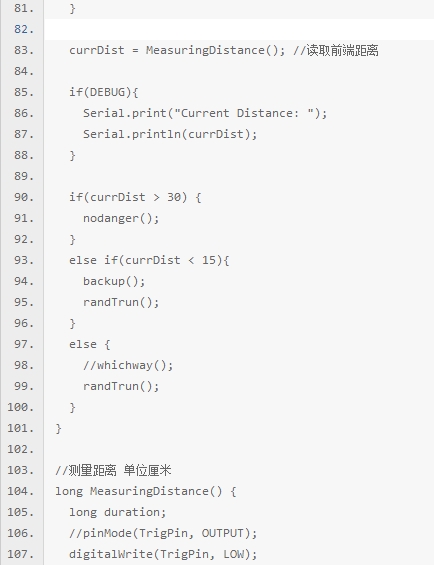 81.    }
82.
83.    currDist = MeasuringDistance(); //读取前端距离
84.
85.    if(DEBUG){
86.      Serial.print("Current Distance: ");
87.      Serial.println(currDist);
88.    }
89.
90.    if(currDist > 30) {
91.      nodanger();
92.    }
93.    else if(currDist < 15){
94.      backup();
95.      randTrun();
96.    }
97.    else {
98.      //whichway();
99.      randTrun();
100.    }
101.  }
102.
103.  //测量距离 单位厘米
104.  long MeasuringDistance() {
105.    long duration;
106.    //pinMode(TrigPin, OUTPUT);
107.    digitalWrite(TrigPin, LOW);